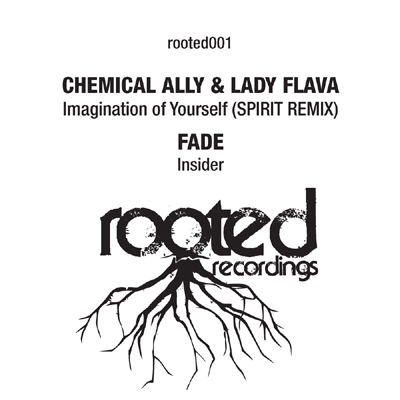 rooted001
CHEMICAL ALLY & LADY FLAVA
Imagination of Yourself (SPIRIT REMIX)
FADE
Insider
rooted
recordings